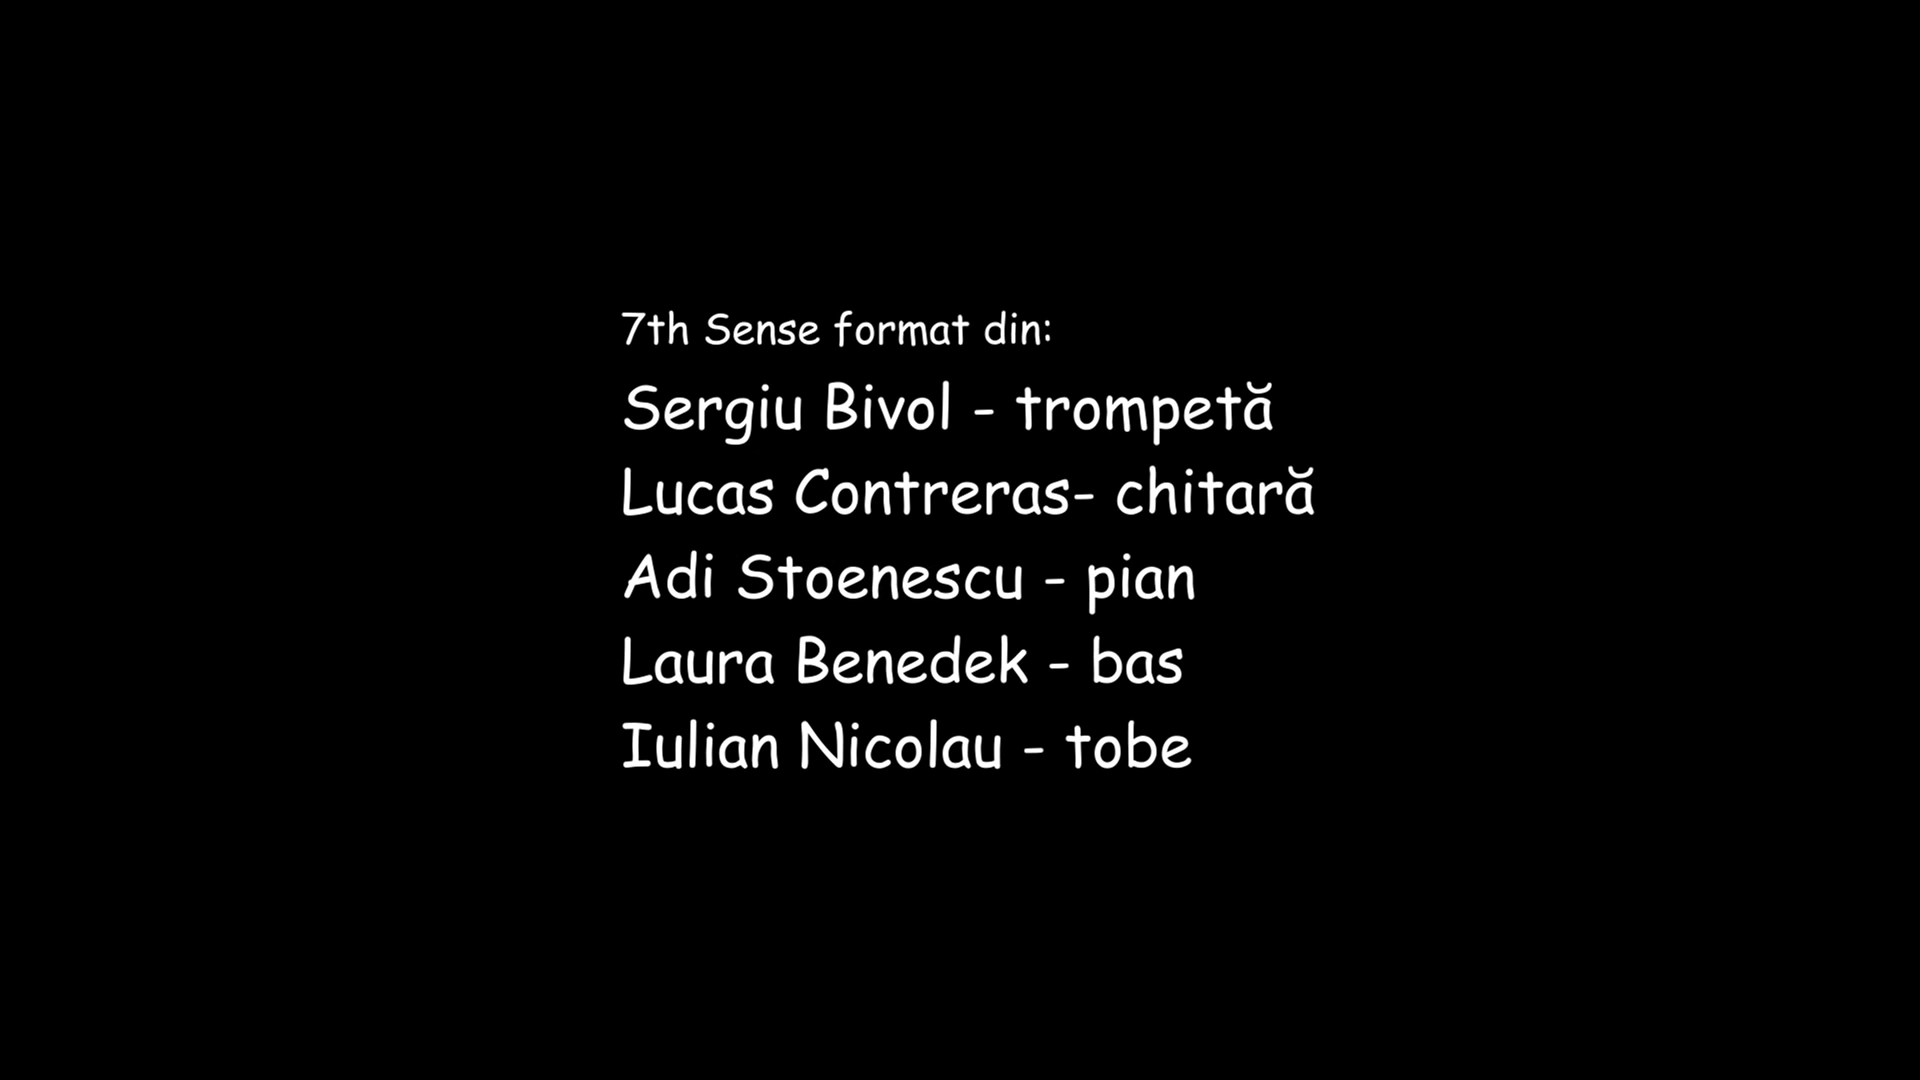 7th Sense format din:
Sergiu Bivol - trompetă
Lucas Contreras- chitară
Adi Stoenescu - pian
Laura Benedek - bas
Iulian Nicolau - tobe